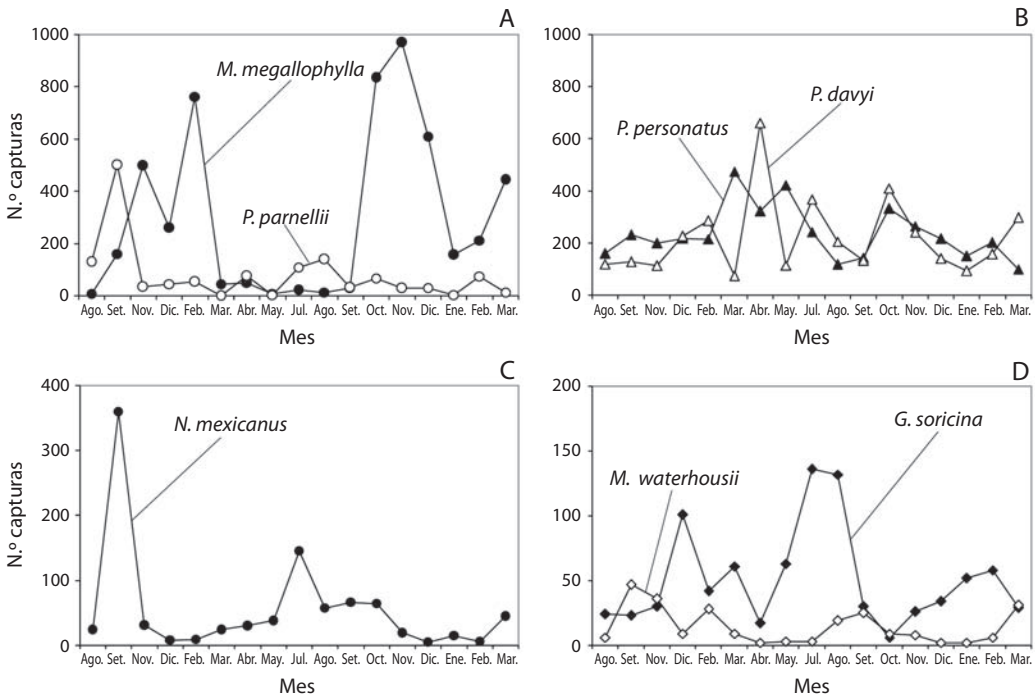 A
N.º capturas
1000
800
600
400
200
0
M. megallophylla
P. parnellii
Ago. Set. Nov. Dic. Feb. Mar. Abr. May. Jul. Ago. Set. Oct. Nov. Dic. Ene. Feb. Mar.
Mes
B
1000
800
600
400
200
0
P. davyi
P. personatus
Ago. Set. Nov. Dic. Feb. Mar. Abr. May. Jul. Ago. Set. Oct. Nov. Dic. Ene. Feb. Mar.
Mes
C
N.º capturas
400
300
200
100
0
N. mexicanus
Ago. Set. Nov. Dic. Feb. Mar. Abr. May. Jul. Ago. Set. Oct. Nov. Dic. Ene. Feb. Mar.
Mes
D
200
150
100
50
0
G. soricina
M. waterhousii
Ago. Set. Nov. Dic. Feb. Mar. Abr. May. Jul. Ago. Set. Oct. Nov. Dic. Ene. Feb. Mar.
Mes